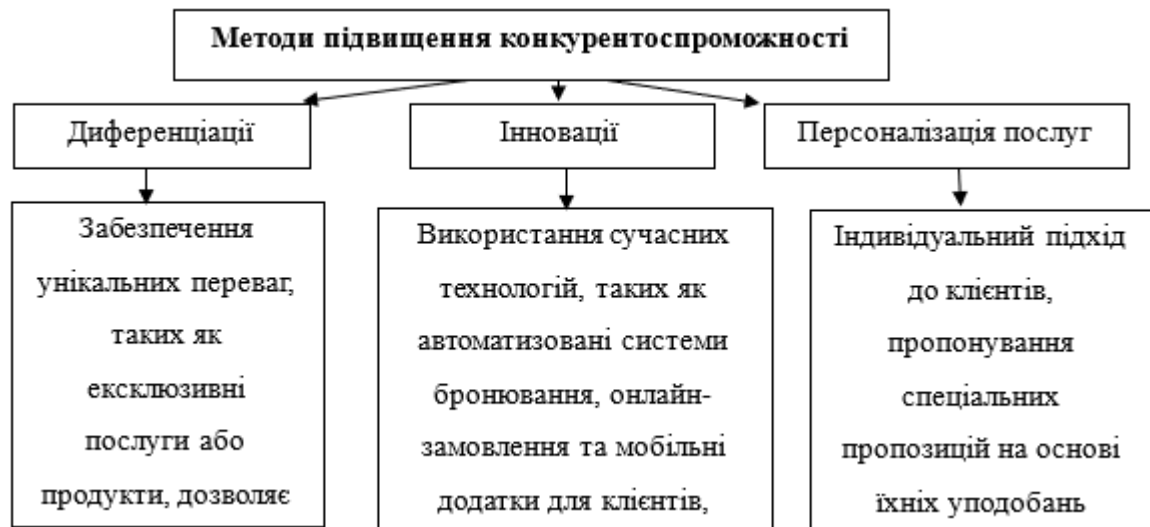 Методи підвищення конкурентоспроможності
Диференціації
Інновації
Персоналізація послуг
Забезпечення
унікальних переваг,
таких як
ексклюзивні
послуги або
продукти, дозволяє
Використання сучасних
технологій, таких як
автоматизовані системи
бронювання, онлайн-
замовлення та мобільні
додатки для клієнтів,
Індивідуальний підхід
до клієнтів,
пропонування
спеціальних
пропозицій на основі
їхніх уподобань